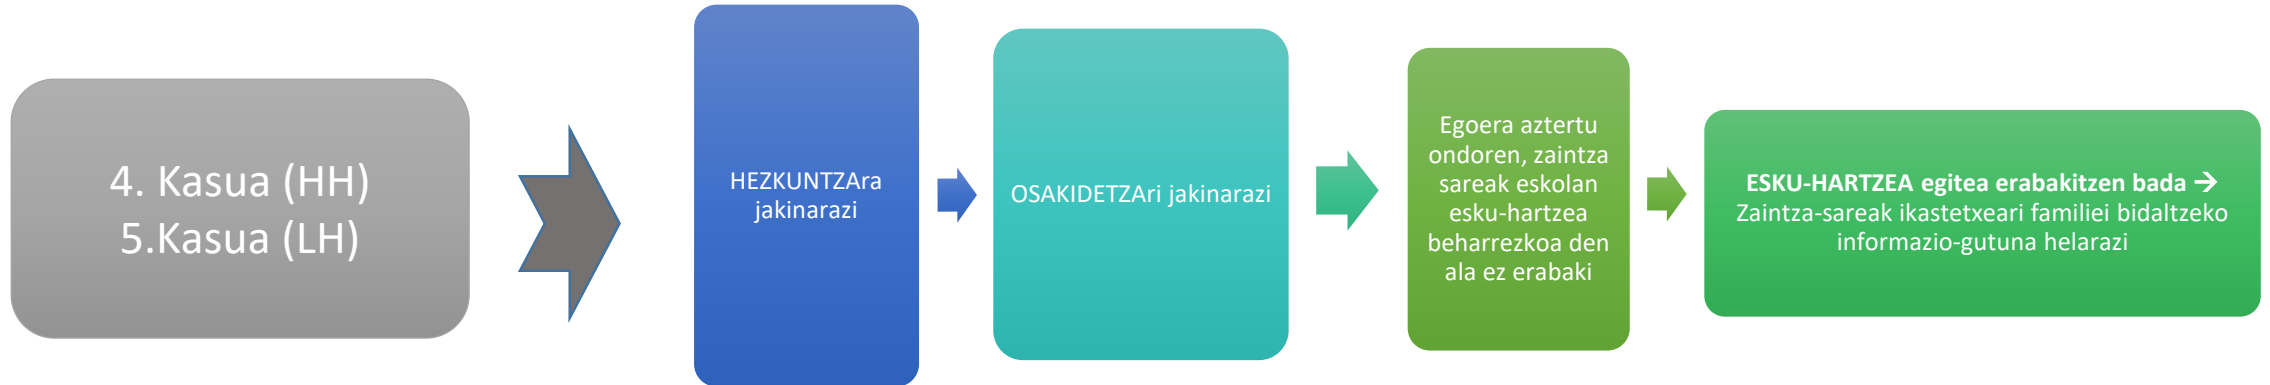 4. Kasua (HH)
5.Kasua (LH)
HEZKUNTZAra
jakinarazi
OSAKIDETZAri jakinarazi
Egoera aztertu
ondoren, zaintza
sareak eskolan
esku-hartzea
beharrezkoa den
ala ez erabaki
ESKU-HARTZEA egitea erabakitzen bada →
Zaintza-sareak ikastetxeari familiei bidaltzeko
informazio-gutuna helarazi